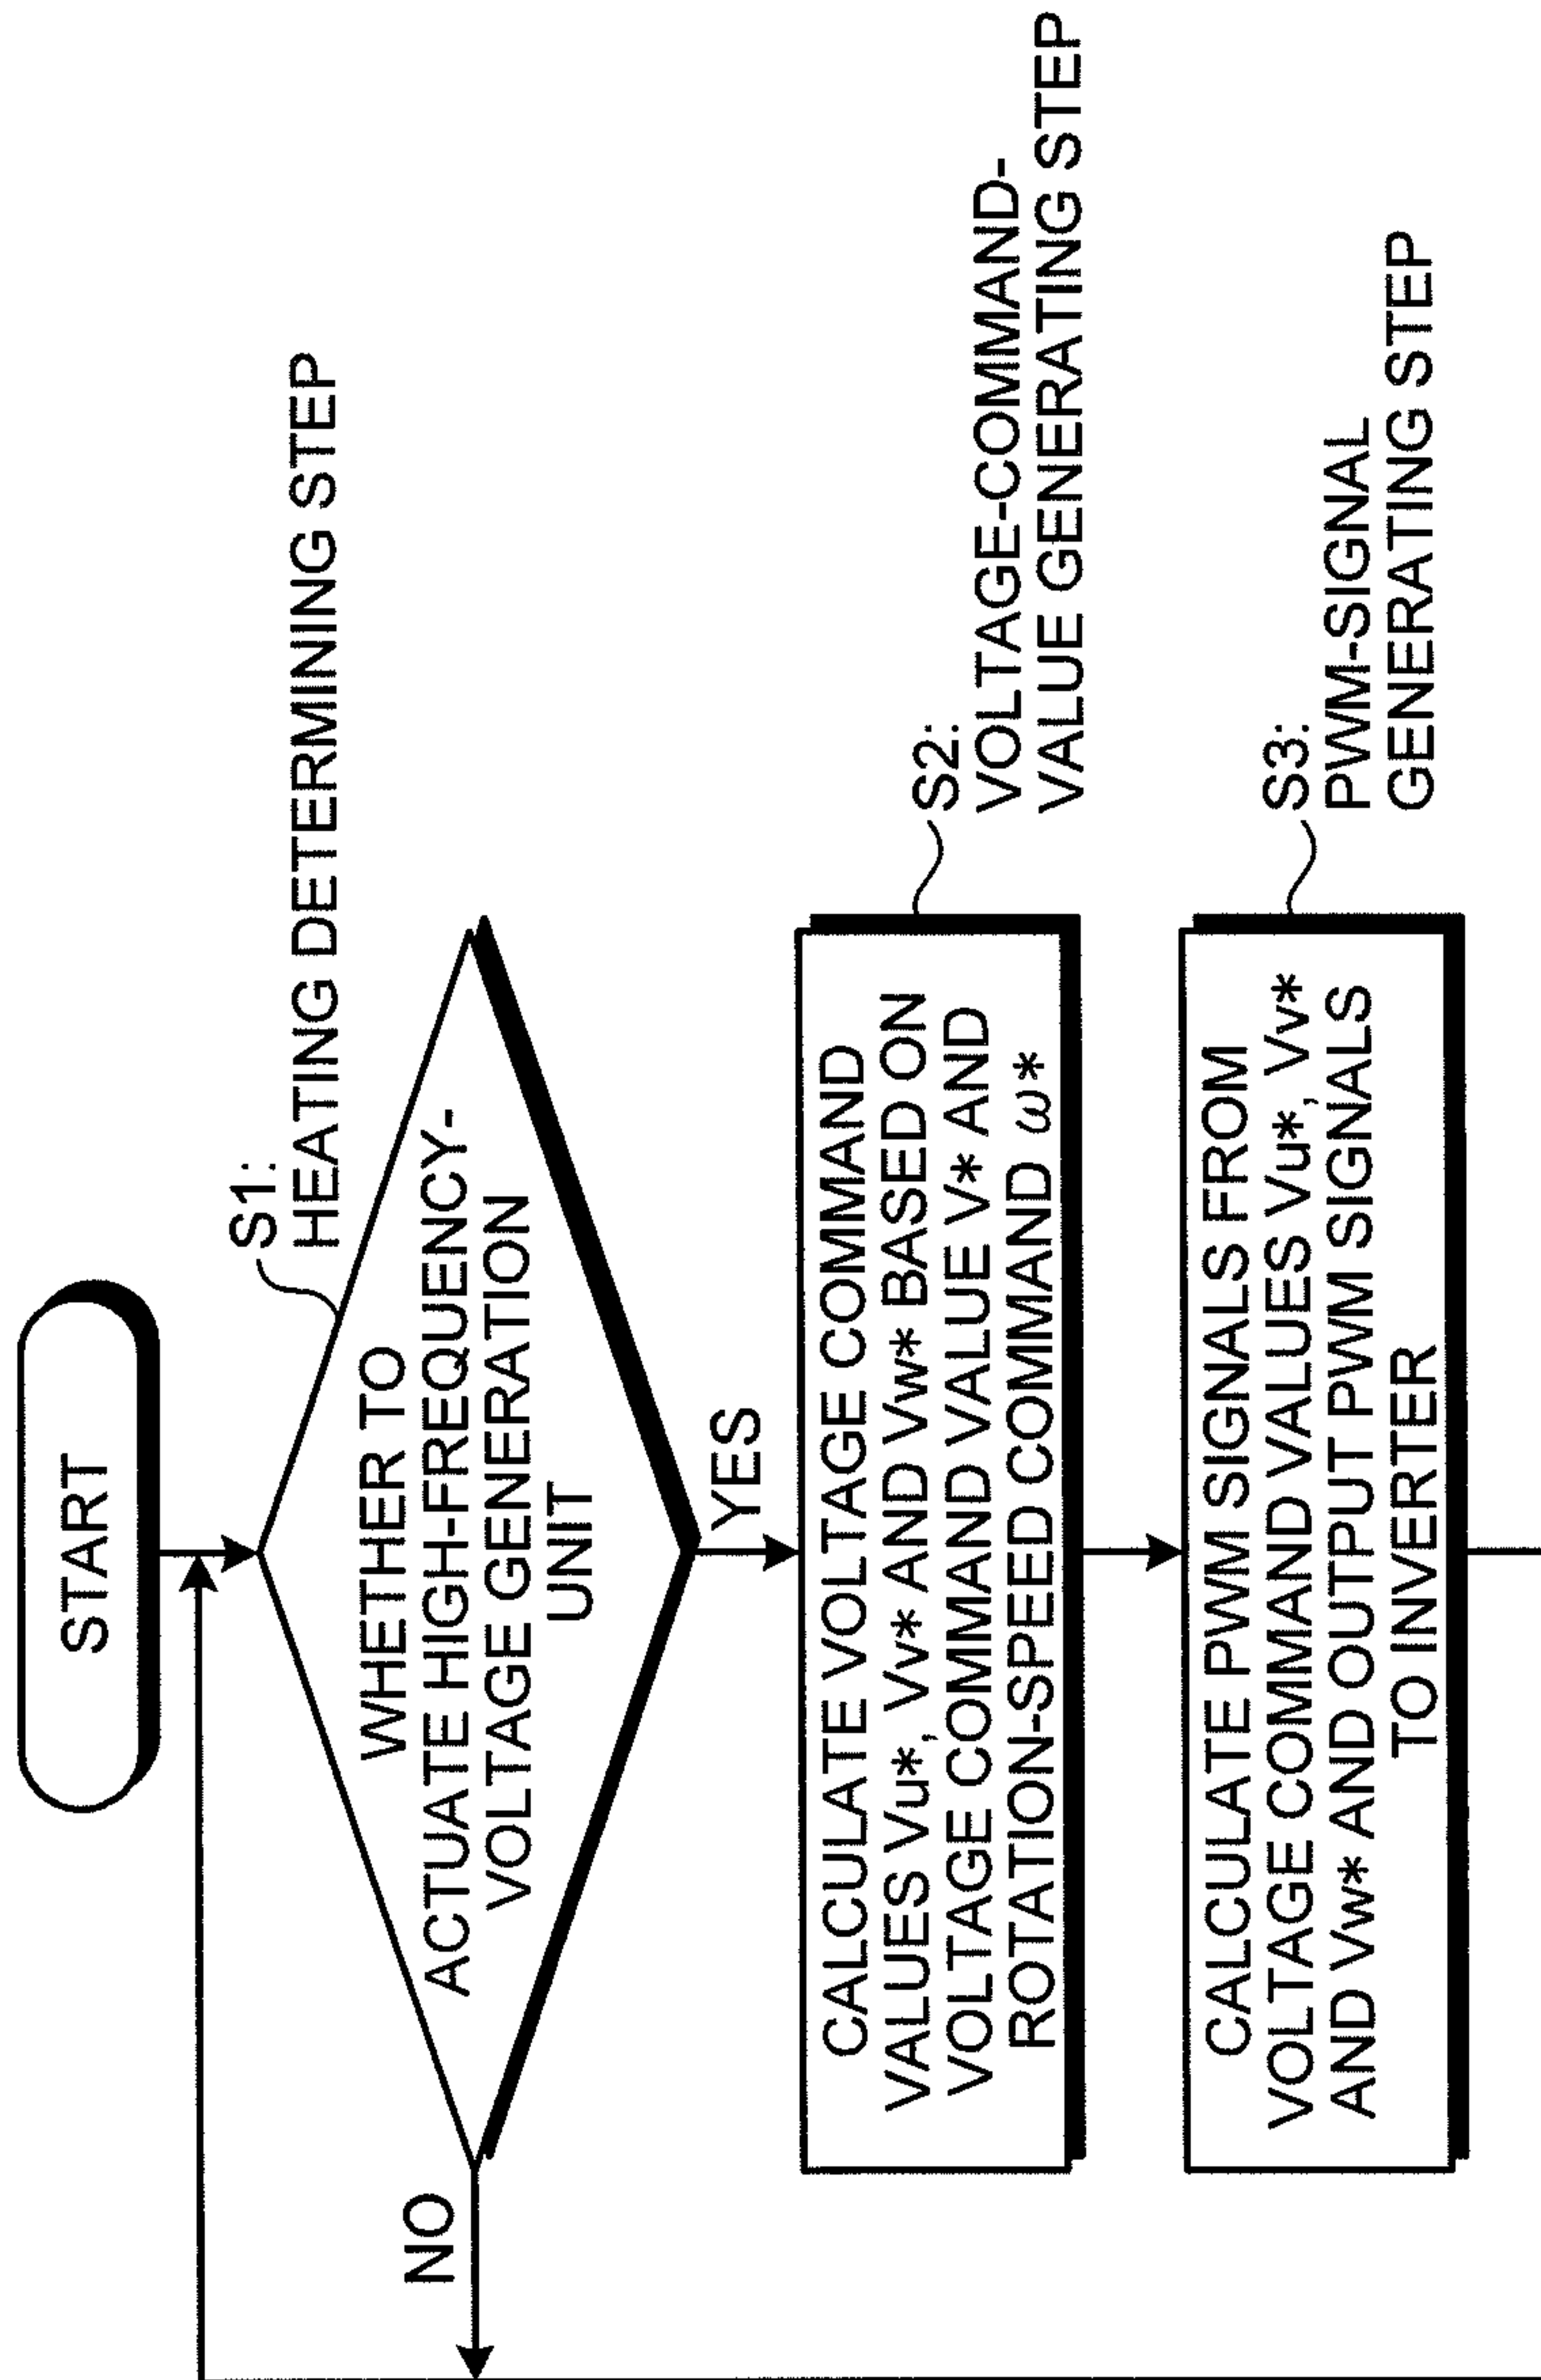 START
S1:
HEATING DETERMINING STEP
WHETHER TO
ACTUATE HIGH-FREQUENCY-
VOLTAGE GENERATION
UNIT
NO
YES
CALCULATE VOLTAGE COMMAND
VALUES Vu*, Vv* AND Vw* BASED ON
VOLTAGE COMMAND VALUE V* AND
ROTATION-SPEED COMMAND ω*
S2:
VOLTAGE-COMMAND-
VALUE GENERATING STEP
CALCULATE PWM SIGNALS FROM
VOLTAGE COMMAND VALUES Vu*, Vv*
AND Vw* AND OUTPUT PWM SIGNALS
TO INVERTER
S3:
PWM-SIGNAL
GENERATING STEP